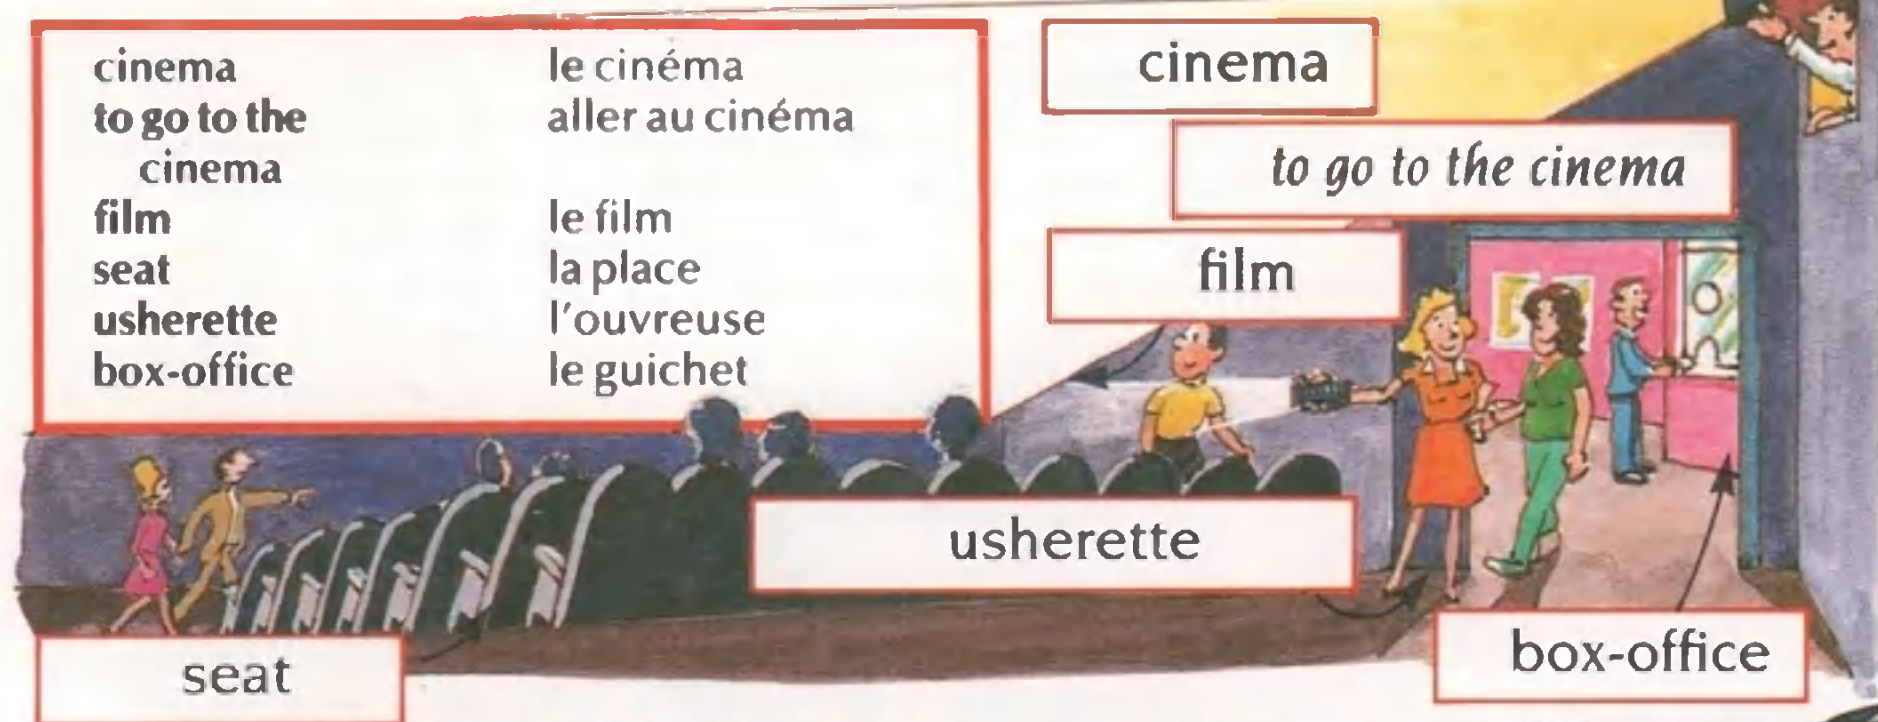 cinema le cinéma
to go to the aller au cinéma
cinema
film le film
seat la place
usherette l'ouvreuse
box-office le guichet
cinema
to go to the cinema
film
usherette
box-office
seat